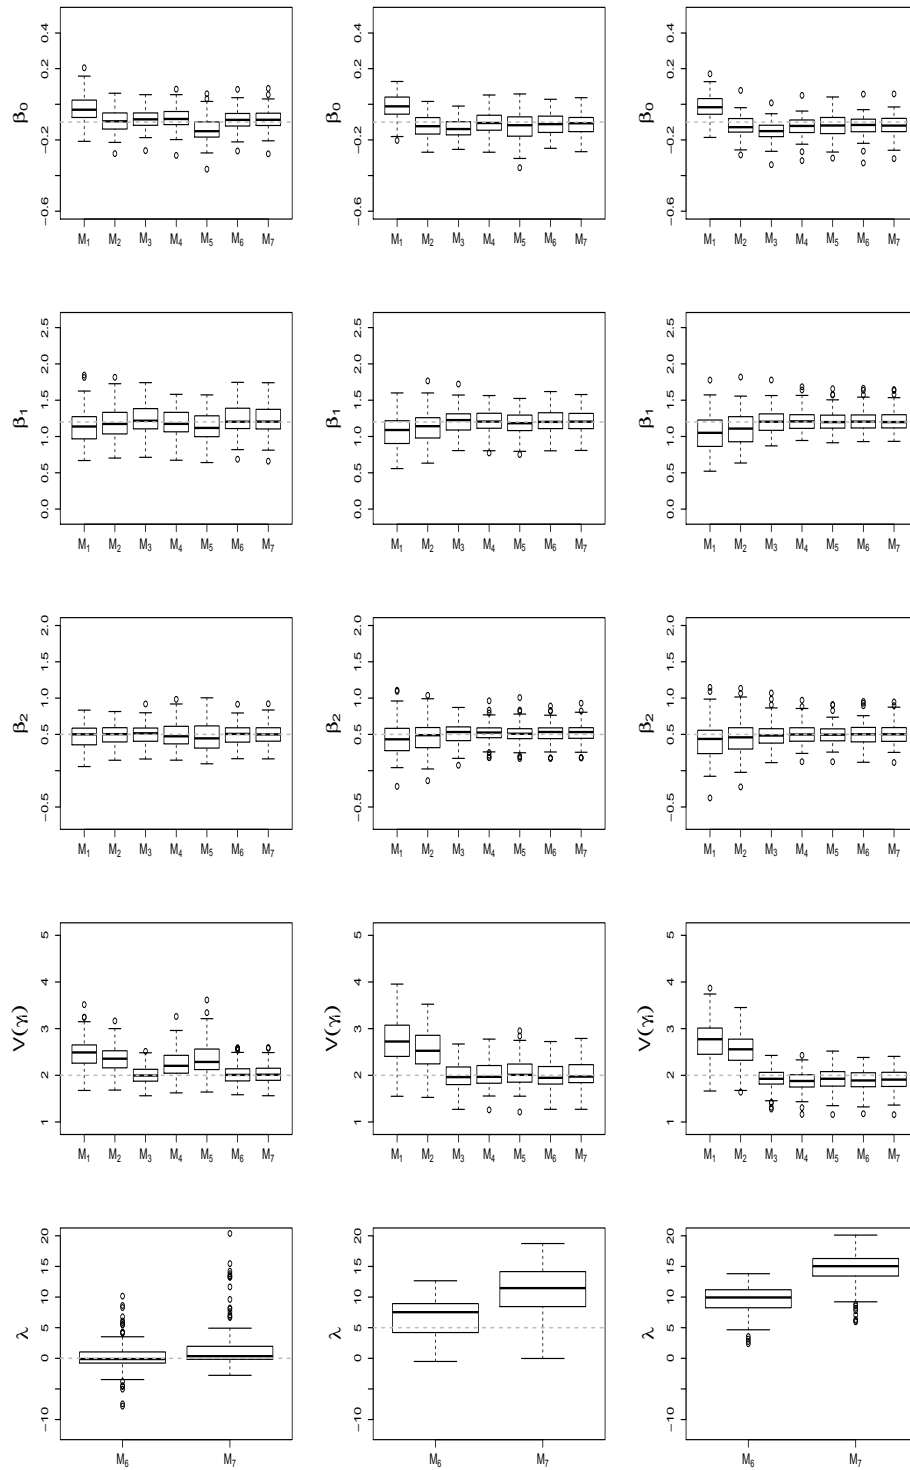 β₀
−0.6 −0.2 0.2 0.4
M₁ M₂ M₃ M₄ M₅ M₆ M₇
β₀
−0.6 −0.2 0.2 0.4
M₁ M₂ M₃ M₄ M₅ M₆ M₇
β₀
−0.6 −0.2 0.2 0.4
M₁ M₂ M₃ M₄ M₅ M₆ M₇
β₁
0.0 0.5 1.0 1.5 2.0 2.5
M₁ M₂ M₃ M₄ M₅ M₆ M₇
β₁
0.0 0.5 1.0 1.5 2.0 2.5
M₁ M₂ M₃ M₄ M₅ M₆ M₇
β₁
0.0 0.5 1.0 1.5 2.0 2.5
M₁ M₂ M₃ M₄ M₅ M₆ M₇
β₂
−0.5 0.5 1.0 1.5 2.0
M₁ M₂ M₃ M₄ M₅ M₆ M₇
β₂
−0.5 0.5 1.0 1.5 2.0
M₁ M₂ M₃ M₄ M₅ M₆ M₇
β₂
−0.5 0.5 1.0 1.5 2.0
M₁ M₂ M₃ M₄ M₅ M₆ M₇
V(γᵢ)
1 2 3 4 5
M₁ M₂ M₃ M₄ M₅ M₆ M₇
V(γᵢ)
1 2 3 4 5
M₁ M₂ M₃ M₄ M₅ M₆ M₇
V(γᵢ)
1 2 3 4 5
M₁ M₂ M₃ M₄ M₅ M₆ M₇
λ
−10 0 5 10 15 20
M₆ M₇
λ
−10 0 5 10 15 20
M₆ M₇
λ
−10 0 5 10 15 20
M₆ M₇